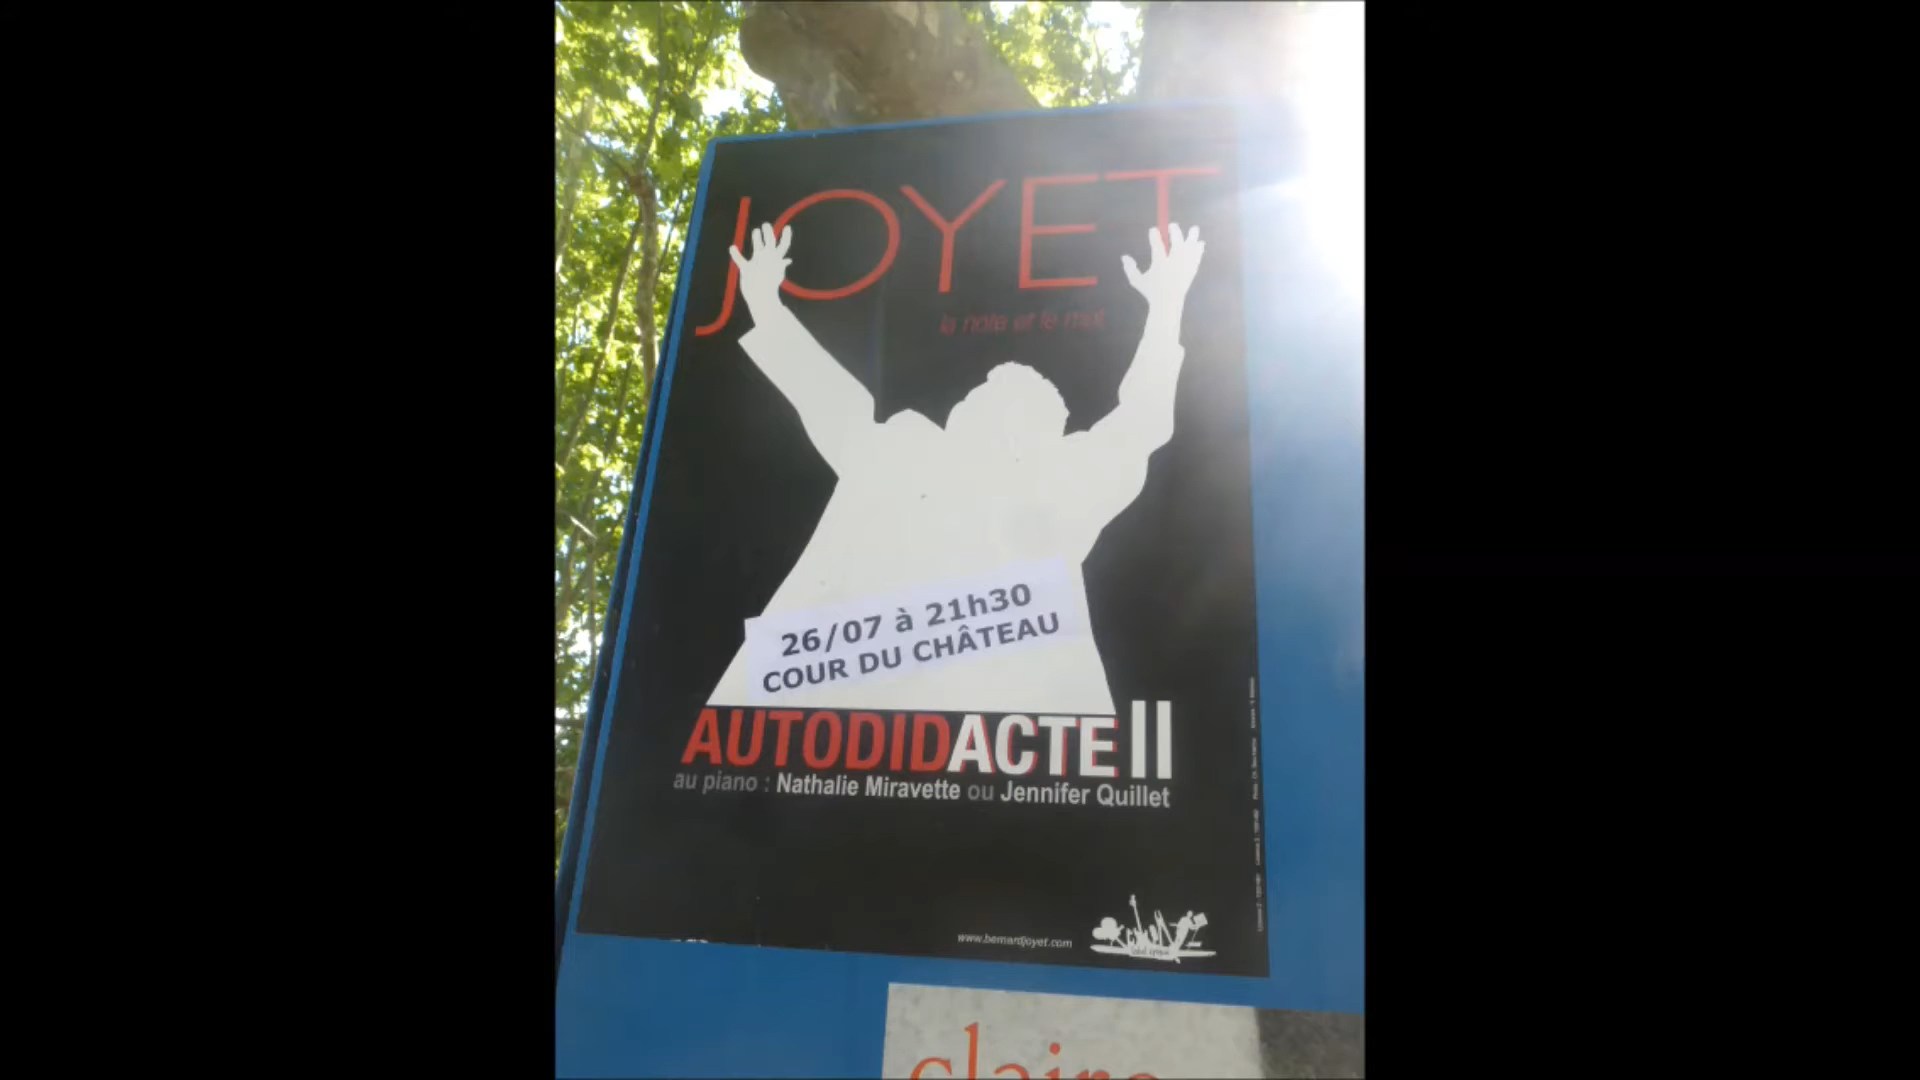 JOYET
la note et le mot
26/07 à 21h30
COUR DU CHÂTEAU
AUTODIDACTE II
au piano : Nathalie Miravette ou Jennifer Quillet
www.bernardjoyet.com
claire